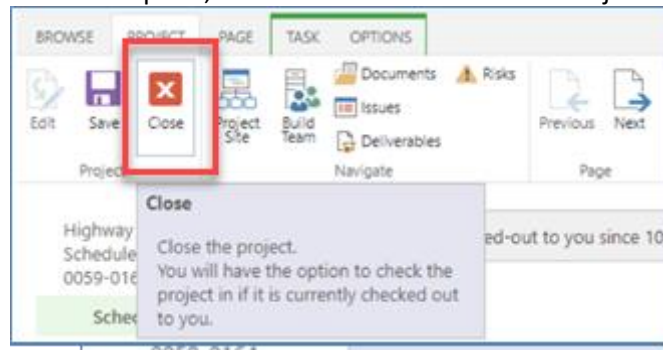 BROWSE PROJECT PAGE TASK OPTIONS
Edit Save Close Project Site Build Team
Documents Risks
Issues
Deliverables
Previous Next
Project Navigate Page
Close
Close the project.
You will have the option to check the
project in if it is currently checked out
to you.
Highway
Schedule
0059-016
Sched
ed-out to you since 10